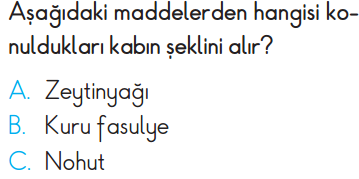 Aşağıdaki maddelerden hangisi ko-
nuldukları kabın şeklini alır?
A. Zeytinyağı
B. Kuru fasulye
C. Nohut